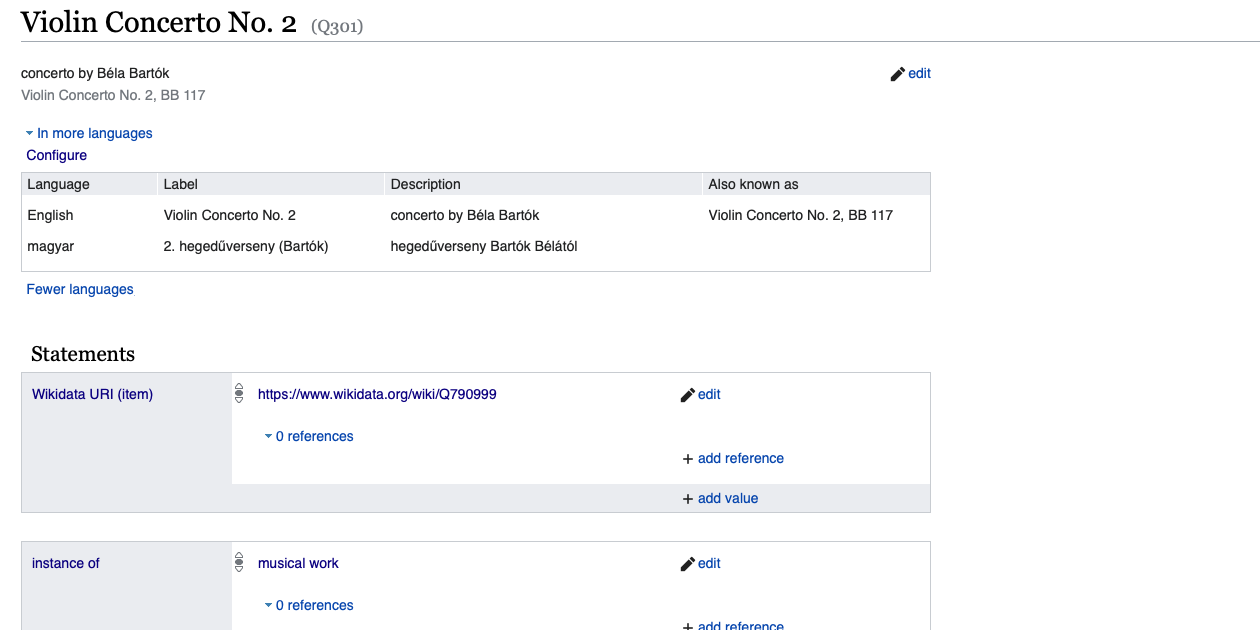 Violin Concerto No. 2 (Q301)
concerto by Béla Bartók
edit
Violin Concerto No. 2, BB 117
In more languages
Configure
Language Label Description Also known as
English Violin Concerto No. 2 concerto by Béla Bartók Violin Concerto No. 2, BB 117
magyar 2. hegedűverseny (Bartók) hegedűverseny Bartók Bélától
Fewer languages
Statements
Wikidata URI (item) https://www.wikidata.org/wiki/Q790999 edit
0 references
+ add reference
+ add value
instance of musical work edit
0 references
+ add reference